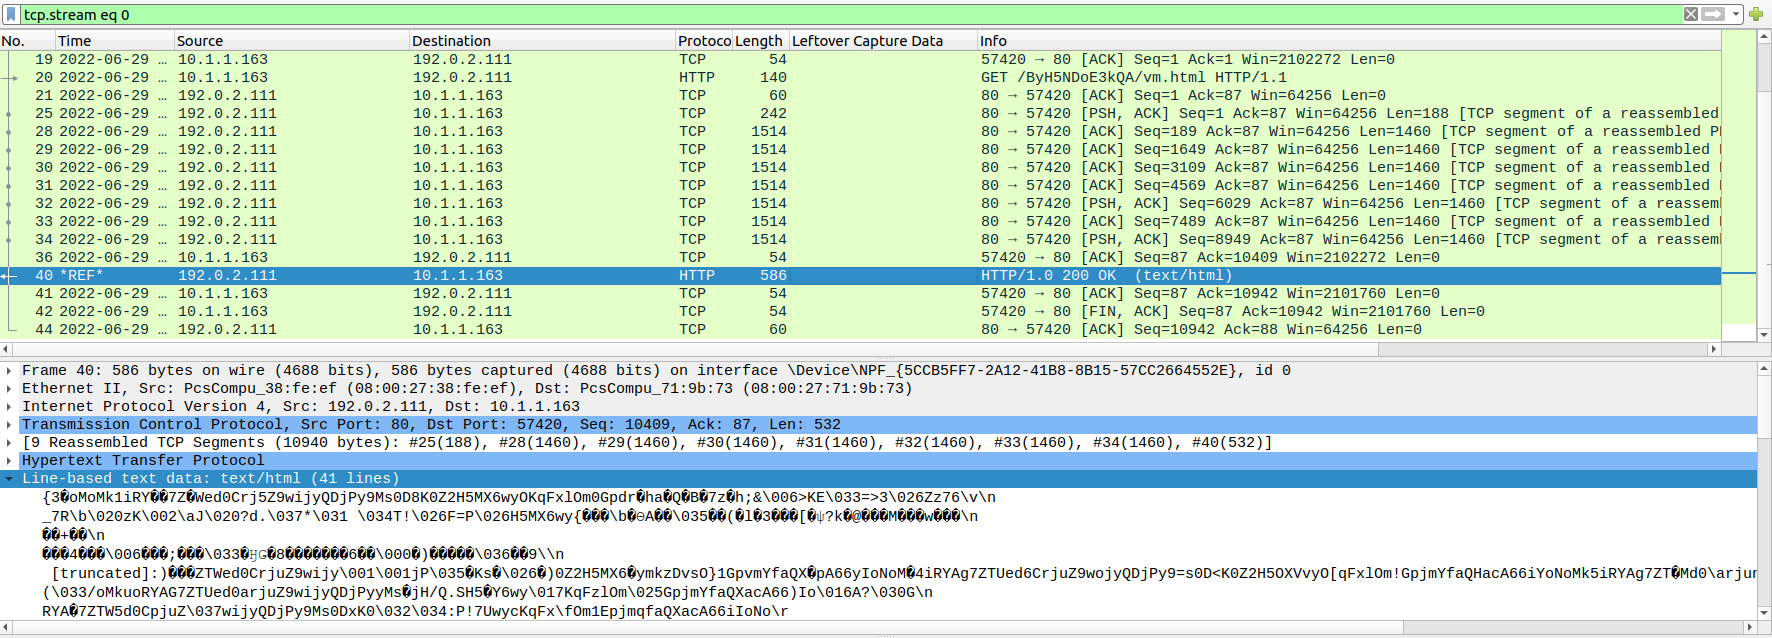 tcp.stream eq 0
No. Time Source Destination Protoco Length Leftover Capture Data Info
19 2022-06-29 … 10.1.1.163 192.0.2.111 TCP 54 57420 → 80 [ACK] Seq=1 Ack=1 Win=2102272 Len=0
20 2022-06-29 … 10.1.1.163 192.0.2.111 HTTP 140 GET /ByH5NDoE3kQA/vm.html HTTP/1.1
21 2022-06-29 … 192.0.2.111 10.1.1.163 TCP 60 80 → 57420 [ACK] Seq=1 Ack=87 Win=64256 Len=0
25 2022-06-29 … 192.0.2.111 10.1.1.163 TCP 242 80 → 57420 [PSH, ACK] Seq=1 Ack=87 Win=64256 Len=188 [TCP segment of a reassembled
28 2022-06-29 … 192.0.2.111 10.1.1.163 TCP 1514 80 → 57420 [ACK] Seq=189 Ack=87 Win=64256 Len=1460 [TCP segment of a reassembled P
29 2022-06-29 … 192.0.2.111 10.1.1.163 TCP 1514 80 → 57420 [ACK] Seq=1649 Ack=87 Win=64256 Len=1460 [TCP segment of a reassembled
30 2022-06-29 … 192.0.2.111 10.1.1.163 TCP 1514 80 → 57420 [ACK] Seq=3109 Ack=87 Win=64256 Len=1460 [TCP segment of a reassembled
31 2022-06-29 … 192.0.2.111 10.1.1.163 TCP 1514 80 → 57420 [ACK] Seq=4569 Ack=87 Win=64256 Len=1460 [TCP segment of a reassembled
32 2022-06-29 … 192.0.2.111 10.1.1.163 TCP 1514 80 → 57420 [PSH, ACK] Seq=6029 Ack=87 Win=64256 Len=1460 [TCP segment of a reassem
33 2022-06-29 … 192.0.2.111 10.1.1.163 TCP 1514 80 → 57420 [ACK] Seq=7489 Ack=87 Win=64256 Len=1460 [TCP segment of a reassembled
34 2022-06-29 … 192.0.2.111 10.1.1.163 TCP 1514 80 → 57420 [PSH, ACK] Seq=8949 Ack=87 Win=64256 Len=1460 [TCP segment of a reassem
36 2022-06-29 … 10.1.1.163 192.0.2.111 TCP 54 57420 → 80 [ACK] Seq=87 Ack=10409 Win=2102272 Len=0
40 *REF* 192.0.2.111 10.1.1.163 HTTP 586 HTTP/1.0 200 OK (text/html)
41 2022-06-29 … 10.1.1.163 192.0.2.111 TCP 54 57420 → 80 [ACK] Seq=87 Ack=10942 Win=2101760 Len=0
42 2022-06-29 … 10.1.1.163 192.0.2.111 TCP 54 57420 → 80 [FIN, ACK] Seq=87 Ack=10942 Win=2101760 Len=0
44 2022-06-29 … 192.0.2.111 10.1.1.163 TCP 60 80 → 57420 [ACK] Seq=10942 Ack=88 Win=64256 Len=0
Frame 40: 586 bytes on wire (4688 bits), 586 bytes captured (4688 bits) on interface \Device\NPF_{5CCB5FF7-2A12-41B8-8B15-57CC2664552E}, id 0
Ethernet II, Src: PcsCompu_38:fe:ef (08:00:27:38:fe:ef), Dst: PcsCompu_71:9b:73 (08:00:27:71:9b:73)
Internet Protocol Version 4, Src: 192.0.2.111, Dst: 10.1.1.163
Transmission Control Protocol, Src Port: 80, Dst Port: 57420, Seq: 10409, Ack: 87, Len: 532
[9 Reassembled TCP Segments (10940 bytes): #25(188), #28(1460), #29(1460), #30(1460), #31(1460), #32(1460), #33(1460), #34(1460), #40(532)]
Hypertext Transfer Protocol
Line-based text data: text/html (41 lines)
{3�oMoMk1iRY��7Z�Wed0Crj5Z9wijyQDjPy9Ms0D8K0Z2H5MX6wyOKqFxlOm0Gpdr�ha�Q�B�7z�h;&\006>KE\033=>3\026Zz76\v\n
_7R\b\020zK\002\aJ\020?d.\037*\031 \034T!\026F=P\026H5MX6wy{���\b�⊖A��\035��(�l�3���[�ψ?k�@���M���w���\n
��+��\n
���4���\006���;���\033� �8�������6��\000�)�����\036��9\\n
[truncated]:)���ZTWed0CrjuZ9wijy\001\001jP\035�Ks�\026�)0Z2H5MX6�ymkzDvsO}1GpvmYfaQX�pA66yIoNoM�4iRYAg7ZTUed6CrjuZ9wojyQDjPy9=s0D<K0Z2H5OXVvyO[qFxlOm!GpjmYfaQHacA66iYoNoMk5iRYAg7ZT�Md0\arjun
(\033/oMkuoRYAG7ZTUed0arjuZ9wijyQDjPyyMs�jH/Q.SH5�Y6wy\017KqFzlOm\025GpjmYfaQXacA66)Io\016A?\030G\n
RYA�7ZTW5d0CpjuZ\037wijyQDjPy9Ms0DxK0\032\034:P!7UwycKqFx\fOm1EpjmqfaQXacA66iIoNo\r